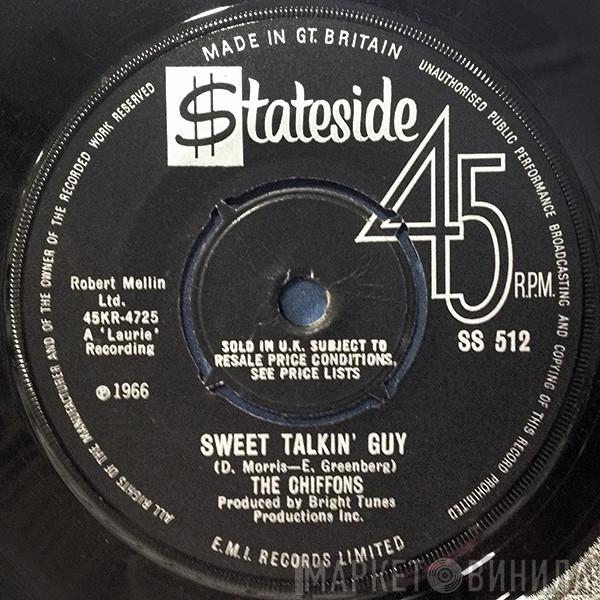 MADE IN GT. BRITAIN
UNAUTHORISED PUBLIC PERFORMANCE BROADCASTING AND COPYING OF THIS RECORD PROHIBITED
ALL RIGHTS OF THE MANUFACTURER AND OF THE OWNER OF THE RECORDED WORK RESERVED
$tateside
45 R.P.M.
Robert Mellin
Ltd.
45KR-4725
A 'Laurie'
Recording
℗ 1966
SS 512
SOLD IN U.K. SUBJECT TO
RESALE PRICE CONDITIONS,
SEE PRICE LISTS
SWEET TALKIN' GUY
(D. Morris—E. Greenberg)
THE CHIFFONS
Produced by Bright Tunes
Productions Inc.
E.M.I. RECORDS LIMITED
МАРКЕТ ВИНИЛА